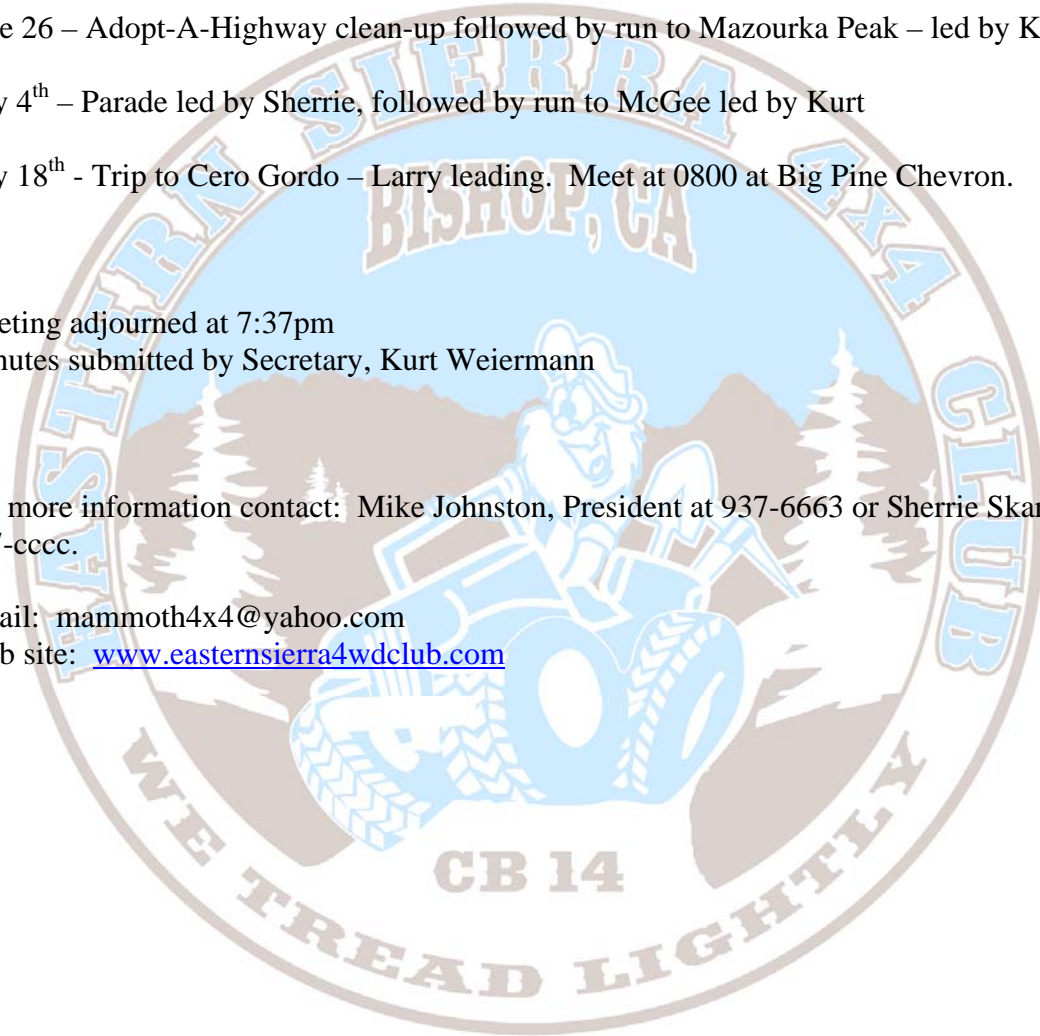 e 26 – Adopt-A-Highway clean-up followed by run to Mazourka Peak – led by K
y 4th – Parade led by Sherrie, followed by run to McGee led by Kurt
y 18th - Trip to Cero Gordo – Larry leading. Meet at 0800 at Big Pine Chevron.
eting adjourned at 7:37pm
nutes submitted by Secretary, Kurt Weiermann
more information contact: Mike Johnston, President at 937-6663 or Sherrie Skar
7-cccc.
ail: mammoth4x4@yahoo.com
b site: www.easternsierra4wdclub.com
EASTERN SIERRA 4X4 CLUB
BISHOP, CA
CB 14
WE TREAD LIGHTLY